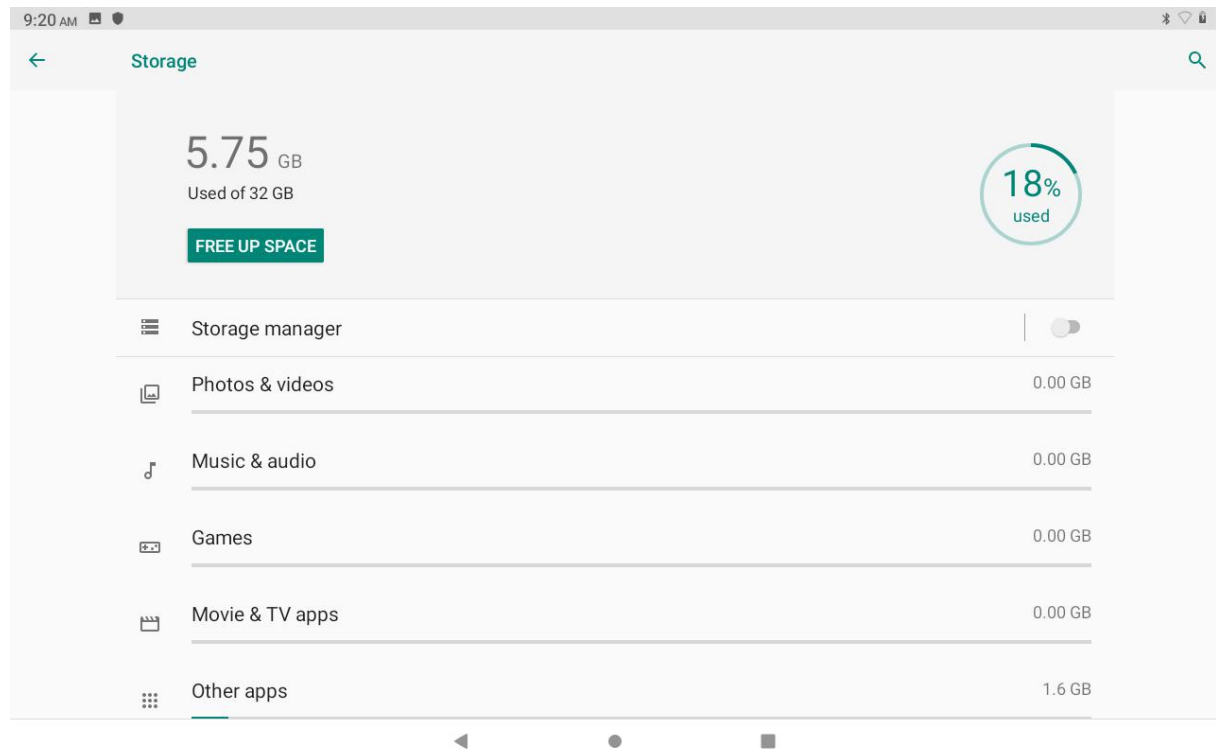 9:20 AM
Storage
5.75 GB
Used of 32 GB
18% used
FREE UP SPACE
Storage manager
Photos & videos 0.00 GB
Music & audio 0.00 GB
Games 0.00 GB
Movie & TV apps 0.00 GB
Other apps 1.6 GB